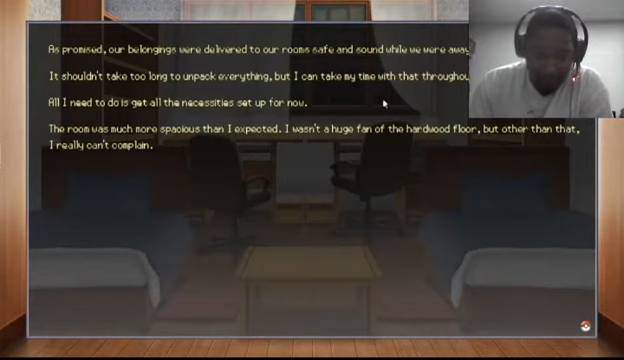 As promised, our belongings were delivered to our rooms safe and sound while we were away
It shouldn't take too long to unpack everything, but I can take my time with that
All I need to do is get all the necessities set up for now.
The room was much more spacious than I expected. I wasn't a huge fan of the hardwood floor, but other than that,
I really can't complain.